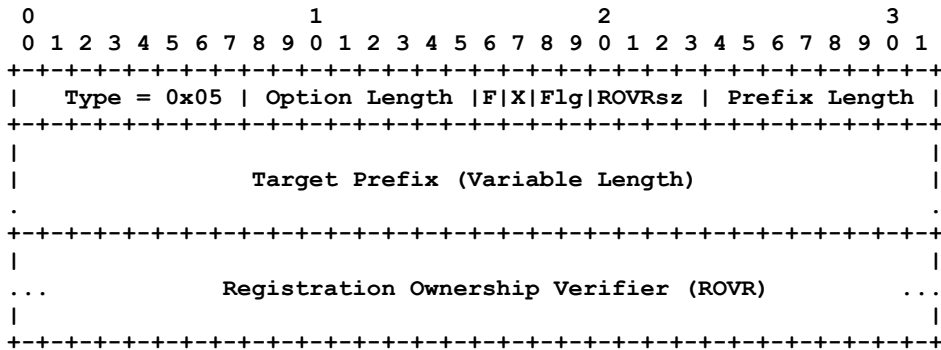 0                   1                   2                   3
 0 1 2 3 4 5 6 7 8 9 0 1 2 3 4 5 6 7 8 9 0 1 2 3 4 5 6 7 8 9 0 1
+-+-+-+-+-+-+-+-+-+-+-+-+-+-+-+-+-+-+-+-+-+-+-+-+-+-+-+-+-+-+-+-+
|   Type = 0x05 | Option Length |F|X|Flg|ROVRsz | Prefix Length |
+-+-+-+-+-+-+-+-+-+-+-+-+-+-+-+-+-+-+-+-+-+-+-+-+-+-+-+-+-+-+-+-+
|                                                               |
|                Target Prefix (Variable Length)                |
.                                                               .
+-+-+-+-+-+-+-+-+-+-+-+-+-+-+-+-+-+-+-+-+-+-+-+-+-+-+-+-+-+-+-+-+
|                                                               |
...            Registration Ownership Verifier (ROVR)         ...
|                                                               |
+-+-+-+-+-+-+-+-+-+-+-+-+-+-+-+-+-+-+-+-+-+-+-+-+-+-+-+-+-+-+-+-+